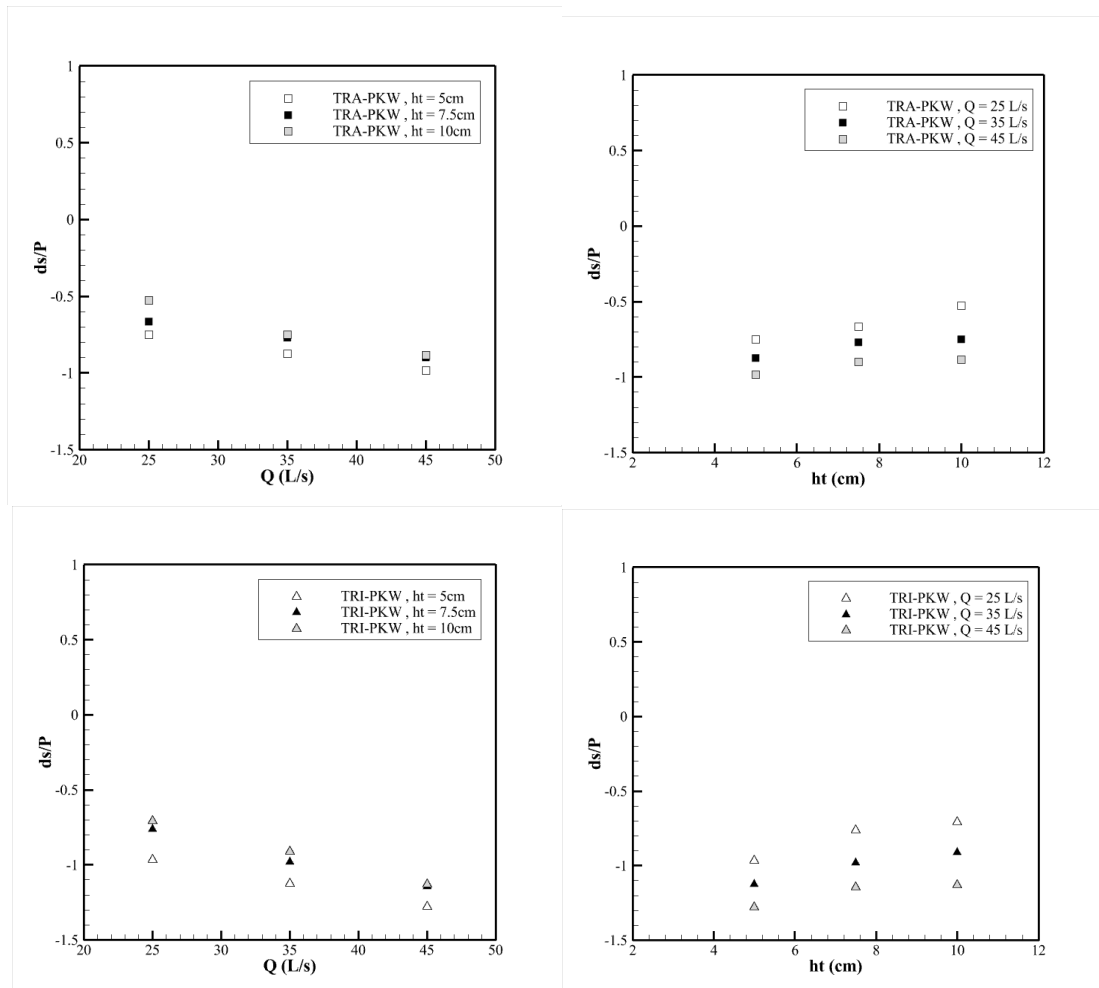 1
TRA-PKW , ht = 5cm
TRA-PKW , ht = 7.5cm
TRA-PKW , ht = 10cm
0.5
0
ds/P
-0.5
-1
-1.5
20 25 30 35 40 45 50
Q (L/s)
1
TRA-PKW , Q = 25 L/s
TRA-PKW , Q = 35 L/s
TRA-PKW , Q = 45 L/s
0.5
0
ds/P
-0.5
-1
-1.5
2 4 6 8 10 12
ht (cm)
1
TRI-PKW , ht = 5cm
TRI-PKW , ht = 7.5cm
TRI-PKW , ht = 10cm
0.5
0
ds/P
-0.5
-1
-1.5
20 25 30 35 40 45 50
Q (L/s)
1
TRI-PKW , Q = 25 L/s
TRI-PKW , Q = 35 L/s
TRI-PKW , Q = 45 L/s
0.5
0
ds/P
-0.5
-1
-1.5
2 4 6 8 10 12
ht (cm)